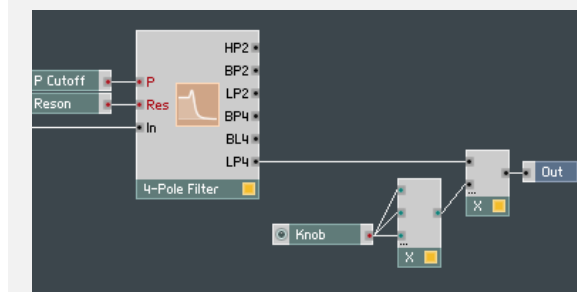 HP2
BP2
P Cutoff
P
LP2
Reson
Res
BP4
In
BL4
LP4
4-Pole Filter
Out
...
X
Knob
...
X